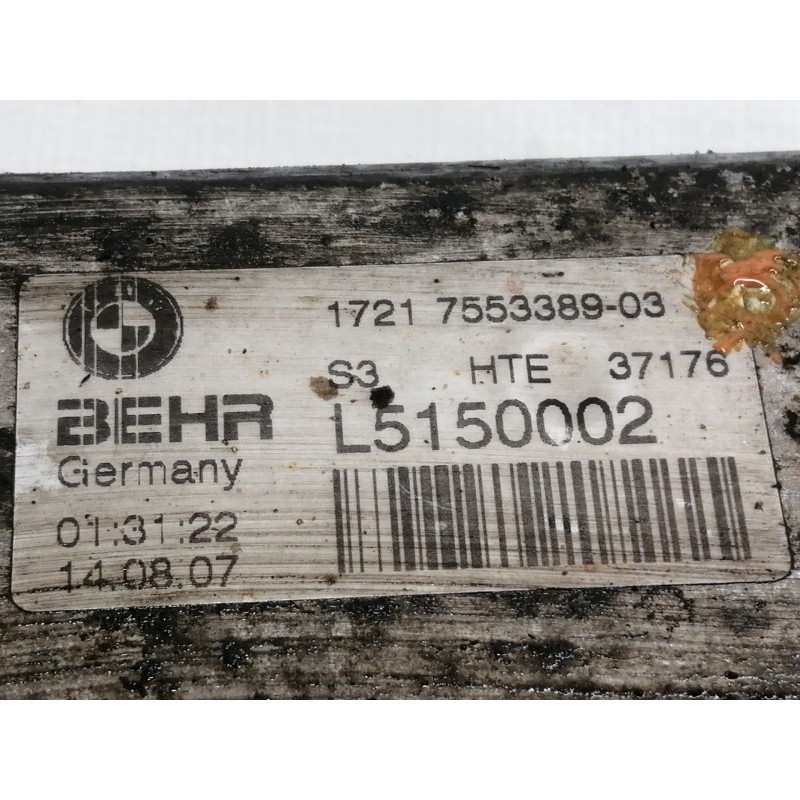 1721 7553389-03
S3 HTE 37176
BEHR
L5150002
Germany
01:31:22
14.08.07